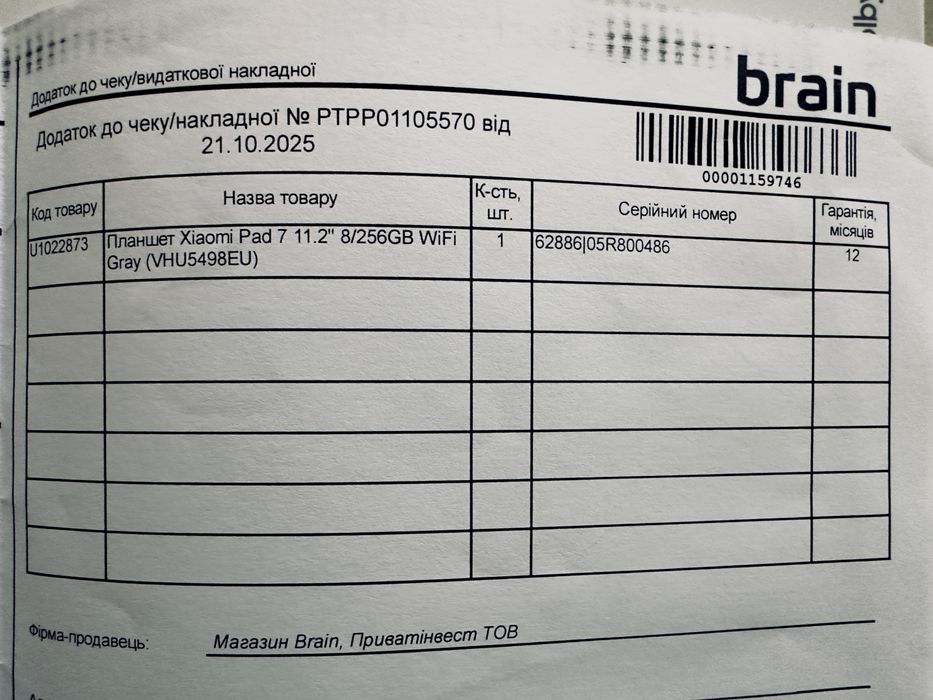 lby
Додаток до чеку/видаткової накладної
brain
Додаток до чеку/накладної № РТРР01105570 від
21.10.2025
00001159746
Код товару Назва товару К-сть, шт. Серійний номер Гарантія, місяців
U1022873 Планшет Xiaomi Pad 7 11.2" 8/256GB WiFi 1 62886|05R800486 12
Gray (VHU5498EU)
Фірма-продавець: Магазин Brain, Приватінвест ТОВ